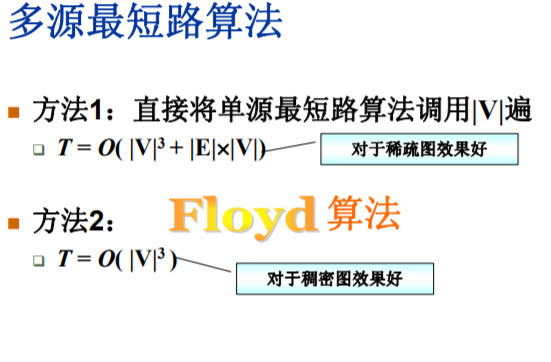 多源最短路算法
方法1：直接将单源最短路算法调用|V|遍
T = O( |V|³ + |E|×|V|)
对于稀疏图效果好
方法2：
Floyd 算法
T = O( |V|³ )
对于稠密图效果好